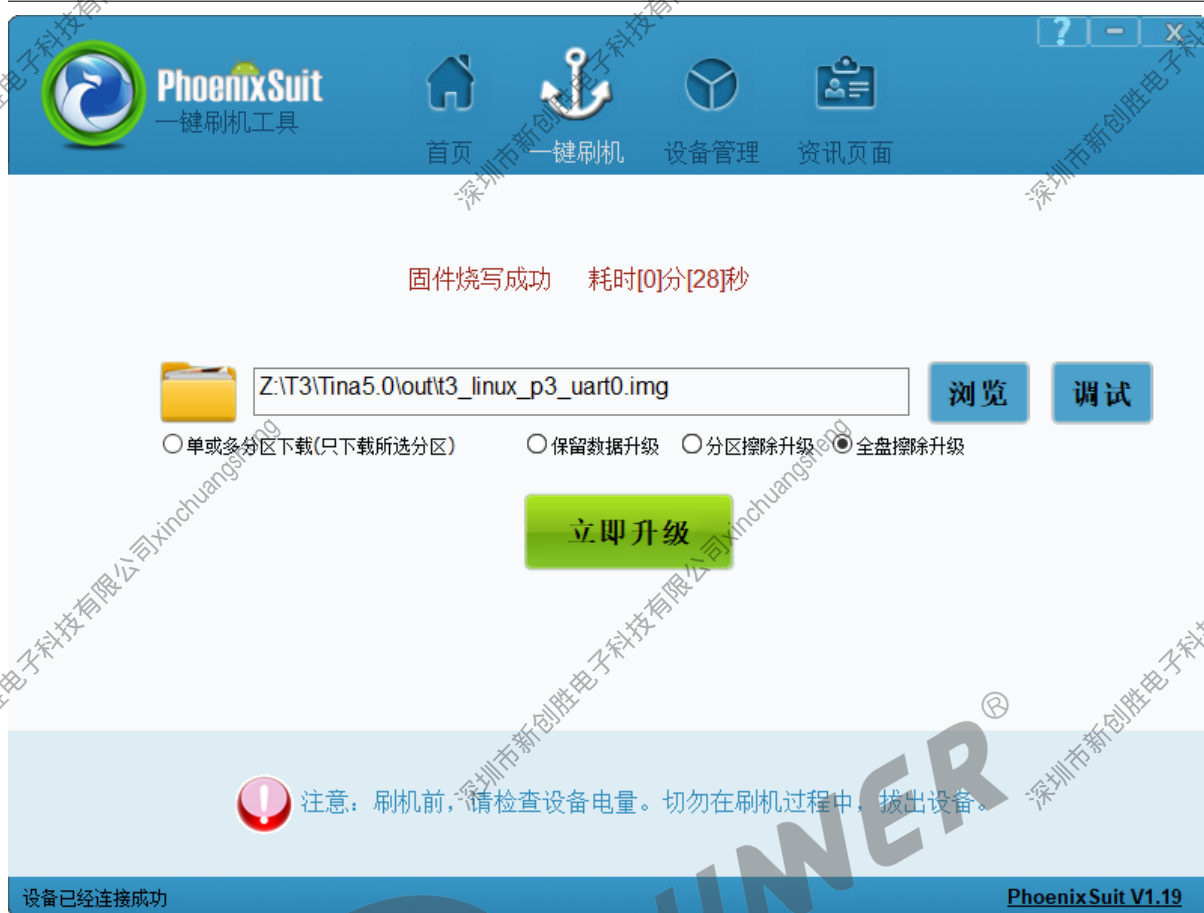 ? - X
PhoenixSuit
一键刷机工具
首页 一键刷机 设备管理 资讯页面
固件烧写成功 耗时[0]分[28]秒
Z:\T3\Tina5.0\out\t3_linux_p3_uart0.img
浏览 调试
单或多分区下载(只下载所选分区) 保留数据升级 分区擦除升级 全盘擦除升级
立即升级
注意：刷机前，请检查设备电量。切勿在刷机过程中，拔出设备。
设备已经连接成功
PhoenixSuit V1.19
深圳市新创胜电子科技有限公司xinchuangsheng